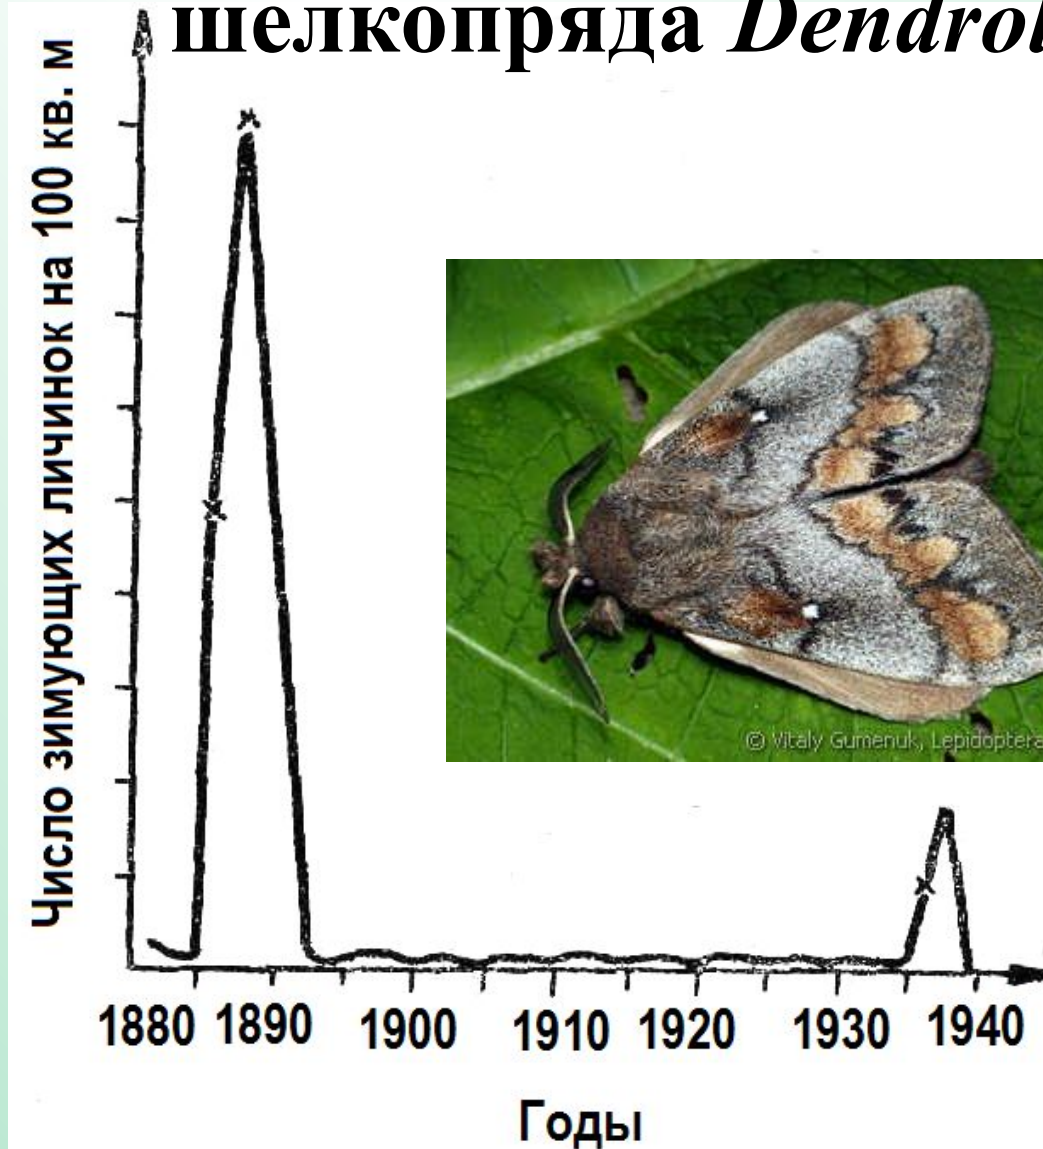 шелкопряда
Число зимующих личинок на 100 кв. м
© Vitaly Gumenuk, Lepidoptera
1880 1890 1900 1910 1920 1930 1940
Годы